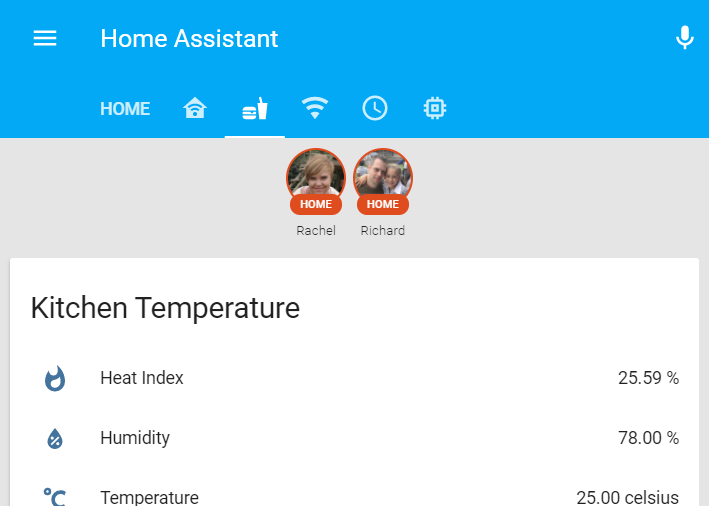 Home Assistant
HOME
HOME HOME
Rachel Richard
Kitchen Temperature
Heat Index 25.59 %
Humidity 78.00 %
°C Temperature 25.00 celsius